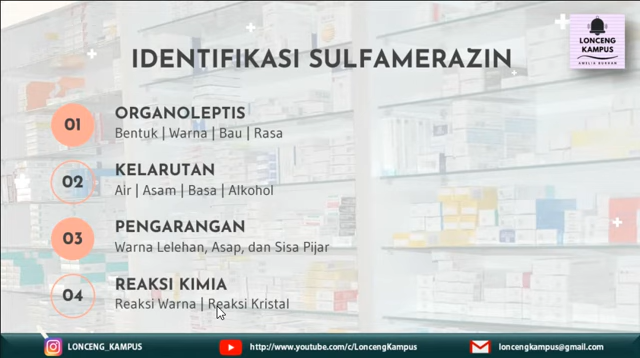 LONCENG
KAMPUS
AMELIA BURHAN
IDENTIFIKASI SULFAMERAZIN
01
ORGANOLEPTIS
Bentuk | Warna | Bau | Rasa
02
KELARUTAN
Air | Asam | Basa | Alkohol
03
PENGARANGAN
Warna Lelehan, Asap, dan Sisa Pijar
04
REAKSI KIMIA
Reaksi Warna | Reaksi Kristal
LONCENG_KAMPUS
http://www.youtube.com/c/LoncengKampus
loncengkampus@gmail.com